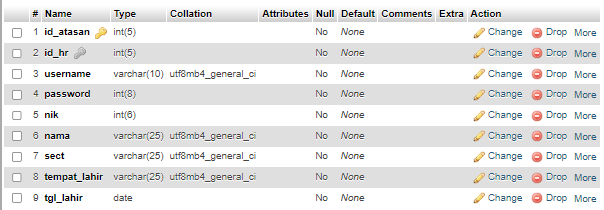 # Name Type Collation Attributes Null Default Comments Extra Action
1 id_atasan int(5) No None Change Drop More
2 id_hr int(5) No None Change Drop More
3 username varchar(10) utf8mb4_general_ci No None Change Drop More
4 password int(8) No None Change Drop More
5 nik int(6) No None Change Drop More
6 nama varchar(25) utf8mb4_general_ci No None Change Drop More
7 sect varchar(25) utf8mb4_general_ci No None Change Drop More
8 tempat_lahir varchar(25) utf8mb4_general_ci No None Change Drop More
9 tgl_lahir date No None Change Drop More